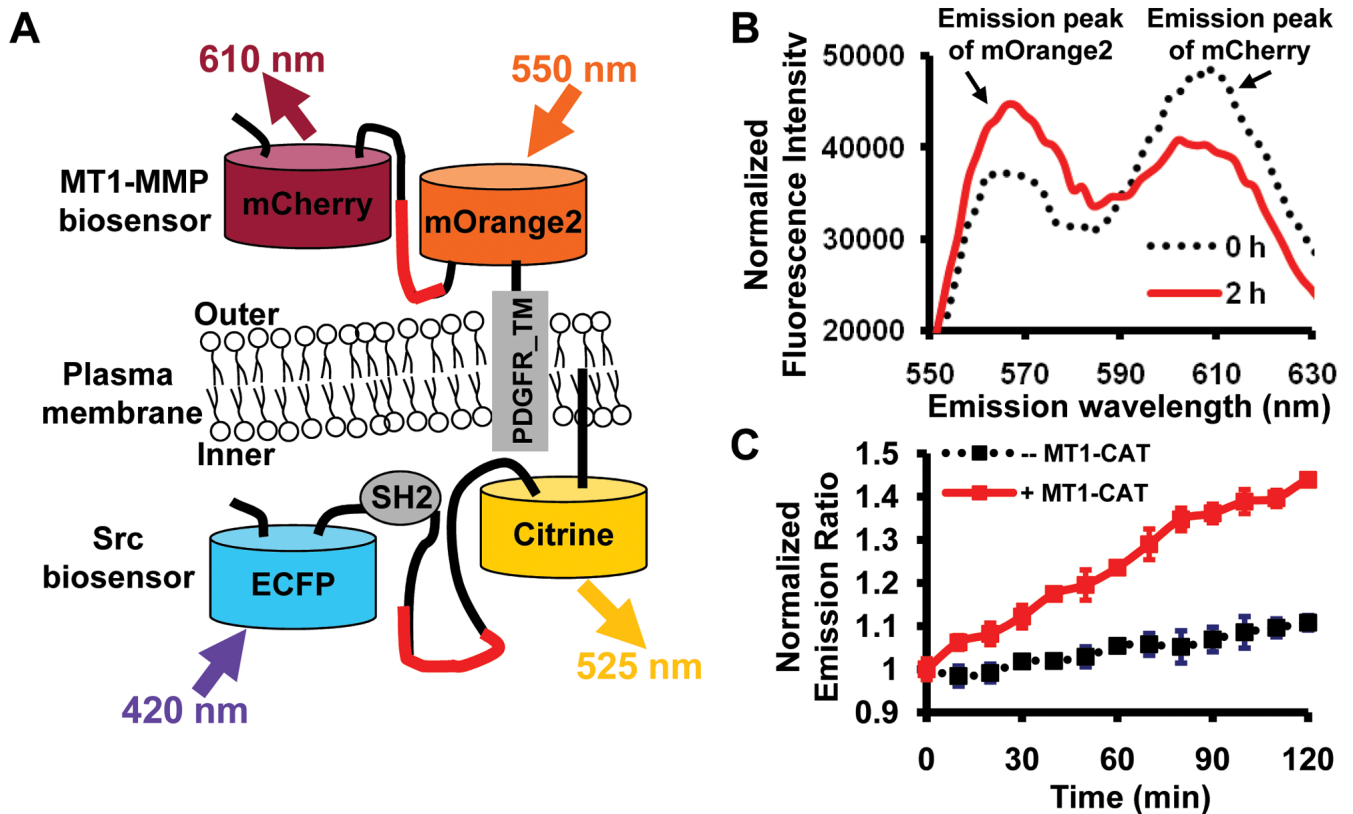 A
610 nm
550 nm
MT1-MMP
biosensor
mCherry
mOrange2
Outer
Plasma
membrane
Inner
PDGFR_TM
SH2
Src
biosensor
ECFP
Citrine
420 nm
525 nm
B
Emission peak
of mOrange2
Emission peak
of mCherry
Normalized
Fluorescence Intensity
50000
40000
30000
20000
0 h
2 h
550 570 590 610 630
Emission wavelength (nm)
C
-- MT1-CAT
+ MT1-CAT
Normalized
Emission Ratio
1.5
1.4
1.3
1.2
1.1
1
0.9
0 30 60 90 120
Time (min)